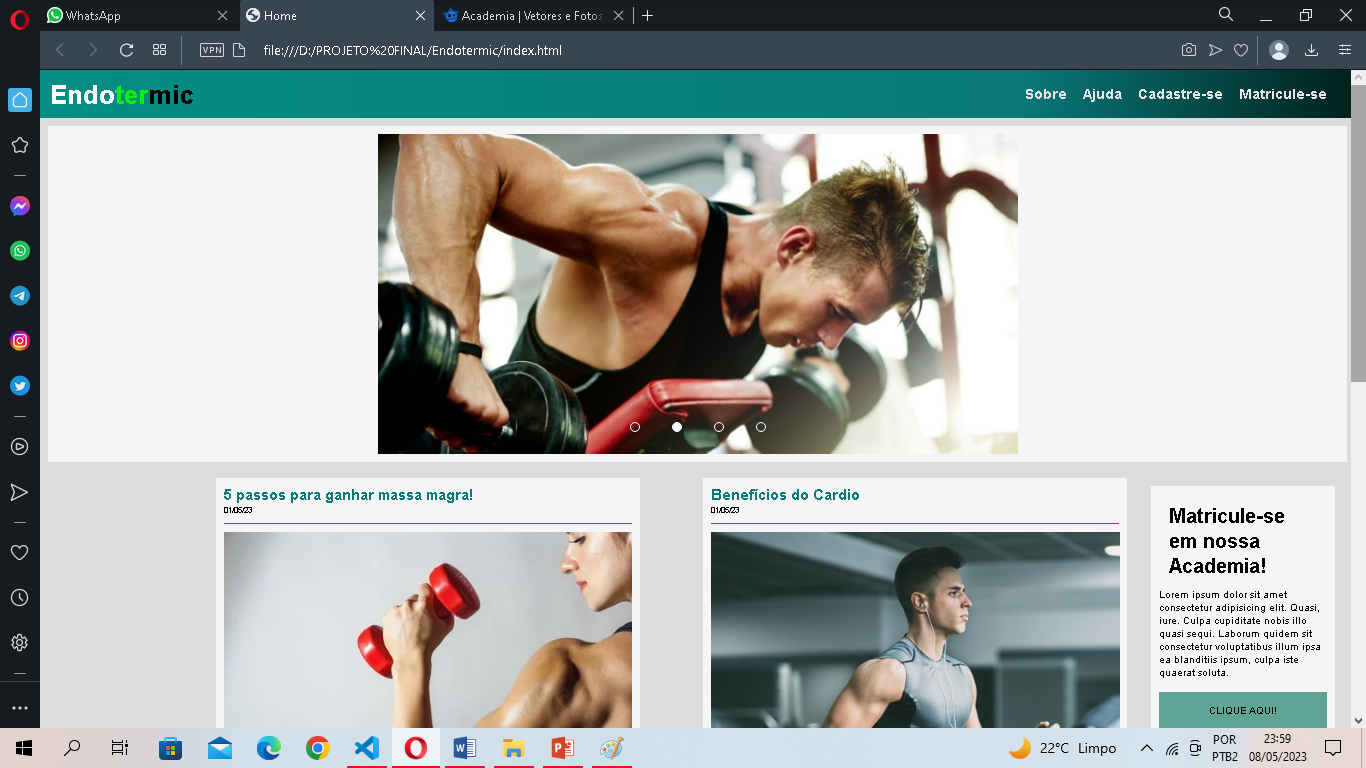 WhatsApp
Home
Academia | Vetores e Fotos
VPN
file:///D:/PROJETO%20FINAL/Endotermic/index.html
Endotermic
Sobre Ajuda Cadastre-se Matricule-se
5 passos para ganhar massa magra!
01/05/23
Benefícios do Cardio
01/05/23
Matricule-se
em nossa
Academia!
Lorem ipsum dolor sit amet
consectetur adipisicing elit. Quasi,
iure. Culpa cupiditate nobis illo
quasi sequi. Laborum quidem sit
consectetur voluptatibus illum ipsa
ea blanditiis ipsum, culpa iste
quaerat soluta.
CLIQUE AQUI!
22°C Limpo
POR
PTB2
23:59
08/05/2023